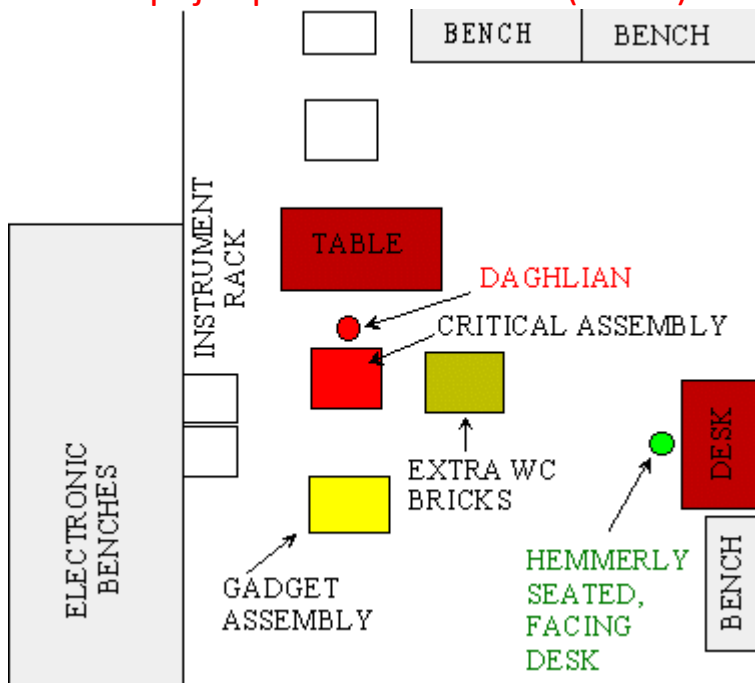 BENCH
BENCH
INSTRUMENT
RACK
TABLE
DAGHLIAN
CRITICAL ASSEMBLY
ELECTRONIC
BENCHES
EXTRA WC
BRICKS
DESK
GADGET
ASSEMBLY
HEMMERLY
SEATED,
FACING
DESK
BENCH